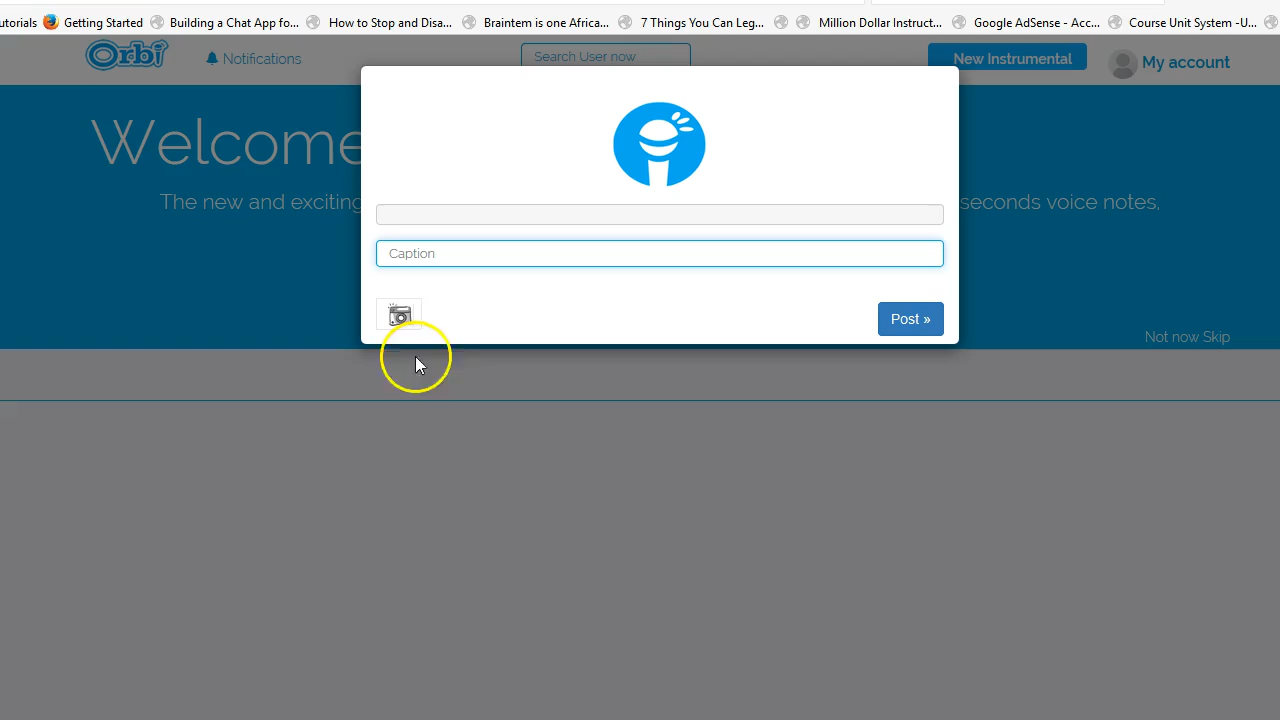 utorials Getting Started Building a Chat App fo... How to Stop and Disa... Braintem is one Africa... 7 Things You Can Leg... Million Dollar Instruct... Google AdSense - Acc... Course Unit System -U...
Orbi Notifications Search User now New Instrumental My account
Welcome
The new and exciting seconds voice notes,
Caption
Post »
Not now Skip